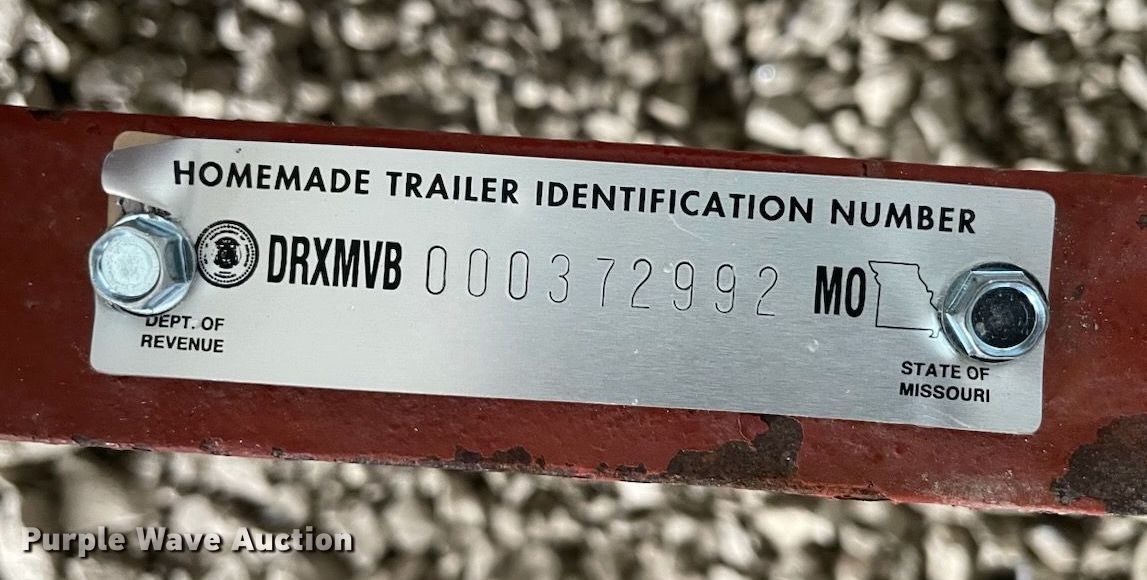 HOMEMADE TRAILER IDENTIFICATION NUMBER
DRXMVB 000372992 MO
DEPT. OF
REVENUE
STATE OF
MISSOURI
Purple Wave Auction